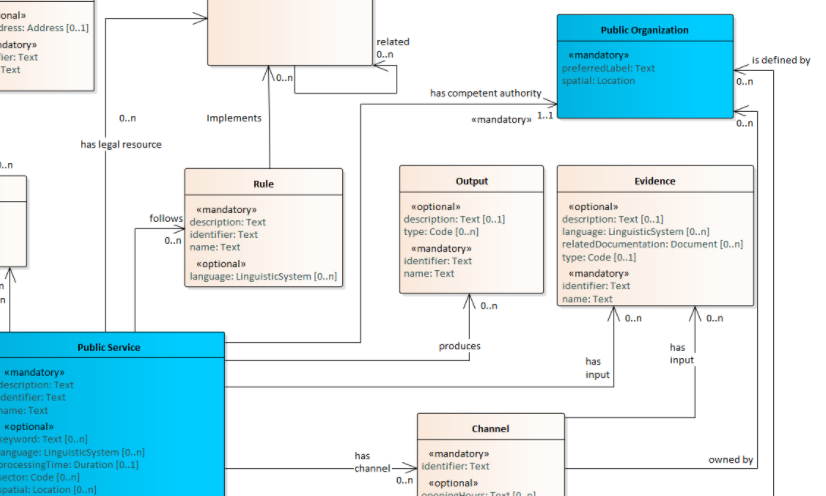 dress: Address [0..1]
fier: Text
Text
0..n
has legal resource
0..n
related
0..n
0..n
Implements
has competent authority
«mandatory»
1..1
Public Organization
«mandatory»
preferredLabel: Text
spatial: Location
is defined by
0..n
0..n
follows
0..n
Rule
«mandatory»
description: Text
identifier: Text
name: Text
«optional»
language: LinguisticSystem [0..n]
Output
«optional»
description: Text [0..1]
type: Code [0..n]
«mandatory»
identifier: Text
name: Text
Evidence
«optional»
description: Text [0..1]
language: LinguisticSystem [0..n]
relatedDocumentation: Document [0..n]
type: Code [0..1]
«mandatory»
identifier: Text
name: Text
0..n
produces
0..n
has
input
0..n
has
input
Public Service
«mandatory»
description: Text
identifier: Text
name: Text
«optional»
keyword: Text [0..n]
language: LinguisticSystem [0..n]
processingTime: Duration [0..1]
sector: Code [0..n]
spatial: Location [0..n]
has
channel
0..n
Channel
«mandatory»
identifier: Text
«optional»
openingHours: Text [0..n]
owned by